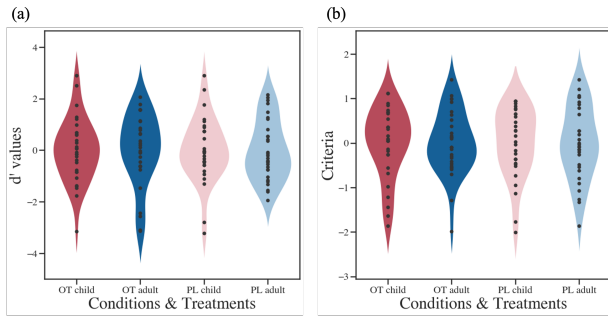 (a)
(b)
4
2
0
−2
−4
d' values
OT child
OT adult
PL child
PL adult
Conditions & Treatments
2
1
0
−1
−2
−3
Criteria
OT child
OT adult
PL child
PL adult
Conditions & Treatments